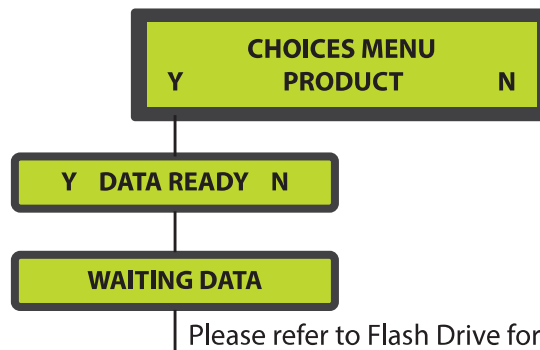 CHOICES MENU
Y PRODUCT N
Y DATA READY N
WAITING DATA
Please refer to Flash Drive for